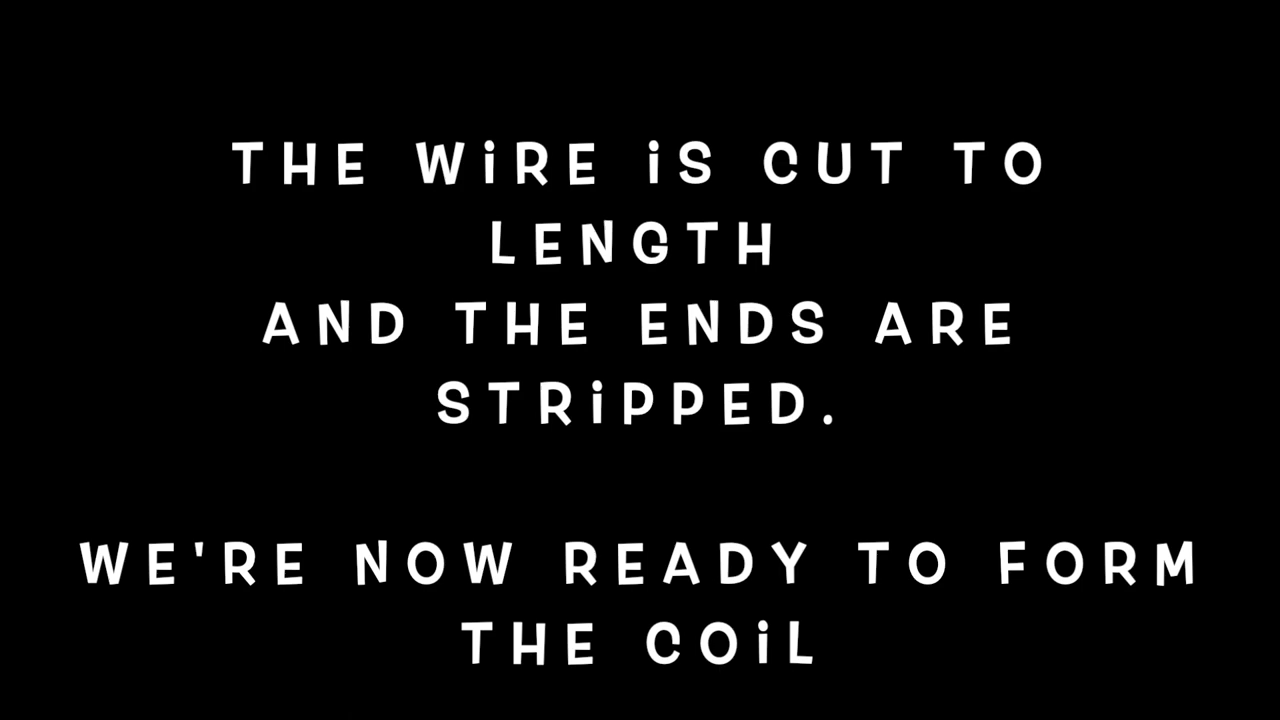 THE WiRE iS CUT TO
LENGTH
AND THE ENDS ARE
STRiPPED.
WE'RE NOW READY TO FORM
THE COiL